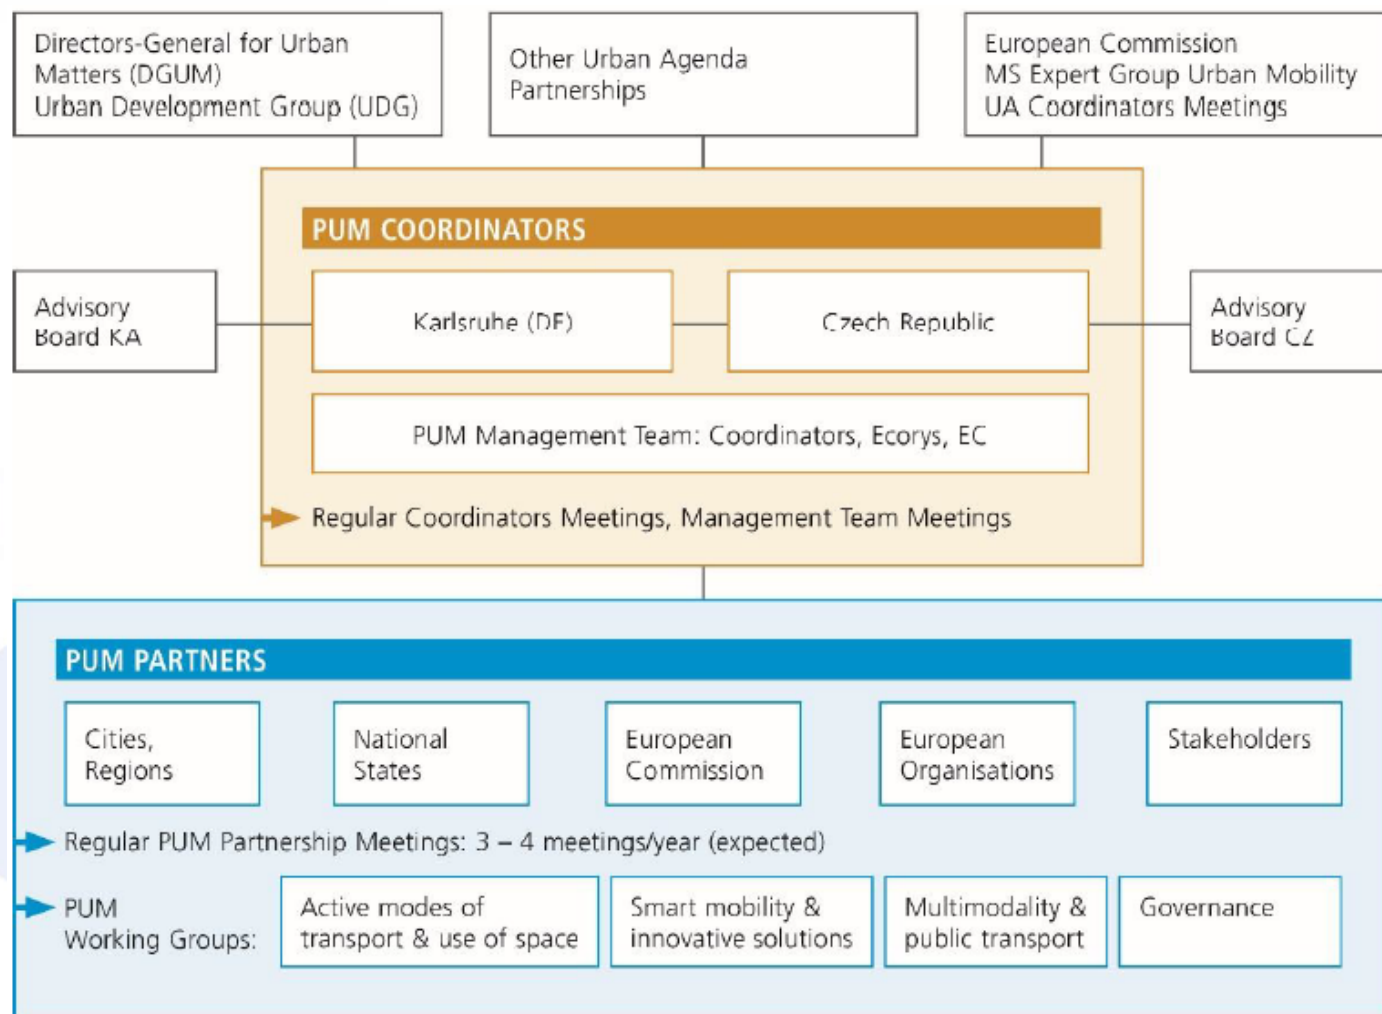 Directors-General for Urban
Matters (DGUM)
Urban Development Group (UDG)
Other Urban Agenda
Partnerships
European Commission
MS Expert Group Urban Mobility
UA Coordinators Meetings
PUM COORDINATORS
Advisory
Board KA
Karlsruhe (DE)
Czech Republic
Advisory
Board CZ
PUM Management Team: Coordinators, Ecorys, EC
Regular Coordinators Meetings, Management Team Meetings
PUM PARTNERS
Cities,
Regions
National
States
European
Commission
European
Organisations
Stakeholders
Regular PUM Partnership Meetings: 3 – 4 meetings/year (expected)
PUM
Working Groups:
Active modes of
transport & use of space
Smart mobility &
innovative solutions
Multimodality &
public transport
Governance